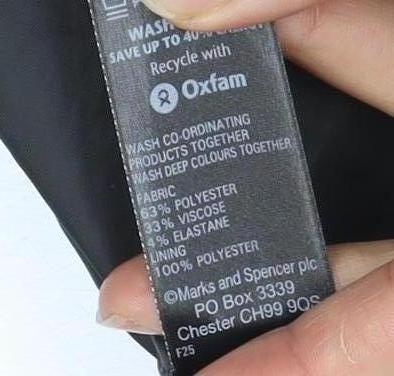 WASH
SAVE UP TO 40% ENERGY
Recycle with
Oxfam
WASH CO-ORDINATING
PRODUCTS TOGETHER
WASH DEEP COLOURS TOGETHER
FABRIC
63% POLYESTER
33% VISCOSE
4% ELASTANE
LINING
100% POLYESTER
©Marks and Spencer plc
PO Box 3339
Chester CH99 9QS
F25